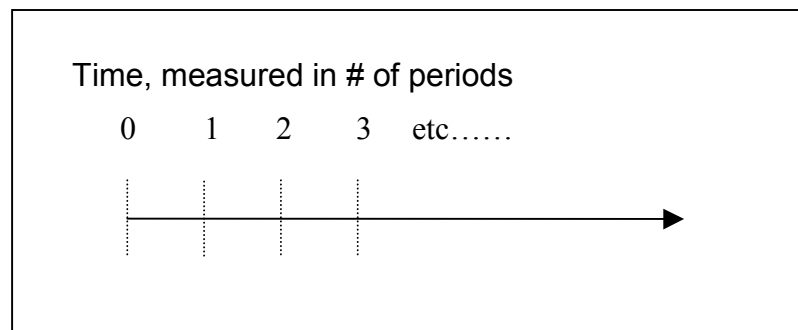 Time, measured in # of periods
0 1 2 3 etc……